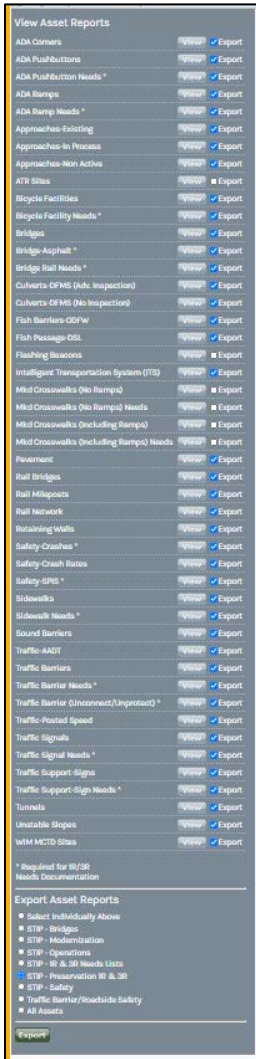 View Asset Reports
ADA Corners View Export
ADA Pushbuttons View Export
ADA Pushbutton Needs * View Export
ADA Ramps View Export
ADA Ramp Needs * View Export
Approaches-Existing View Export
Approaches-In Process View Export
Approaches-Non Active View Export
ATR Sites View Export
Bicycle Facilities View Export
Bicycle Facility Needs * View Export
Bridges View Export
Bridge-Asphalt * View Export
Bridge Rail Needs * View Export
Culverts-DFMS (Adv. Inspection) View Export
Culverts-DFMS (No Inspection) View Export
Fish Barriers-ODFW View Export
Fish Passage-DSL View Export
Flashing Beacons View Export
Intelligent Transportation System (ITS) View Export
Mkd Crosswalks (No Ramps) View Export
Mkd Crosswalks (No Ramps) Needs View Export
Mkd Crosswalks (Including Ramps) View Export
Mkd Crosswalks (Including Ramps) Needs View Export
Pavement View Export
Rail Bridges View Export
Rail Mileposts View Export
Rail Network View Export
Retaining Walls View Export
Safety-Crashes * View Export
Safety-Crash Rates View Export
Safety-SPIS * View Export
Sidewalks View Export
Sidewalk Needs * View Export
Sound Barriers View Export
Traffic-AADT View Export
Traffic Barriers View Export
Traffic Barrier Needs * View Export
Traffic Barrier (Unconnect/Unprotect) * View Export
Traffic-Posted Speed View Export
Traffic Signals View Export
Traffic Signal Needs * View Export
Traffic Support-Signs View Export
Traffic Support-Sign Needs * View Export
Tunnels View Export
Unstable Slopes View Export
WIM MCTD Sites View Export
* Required for 1R/3R
Needs Documentation
Export Asset Reports
Select Individually Above
STIP - Bridges
STIP - Modernization
STIP - Operations
STIP - 1R & 3R Needs Lists
STIP - Preservation 1R & 3R
STIP - Safety
Traffic Barrier/Roadside Safety
All Assets
Export